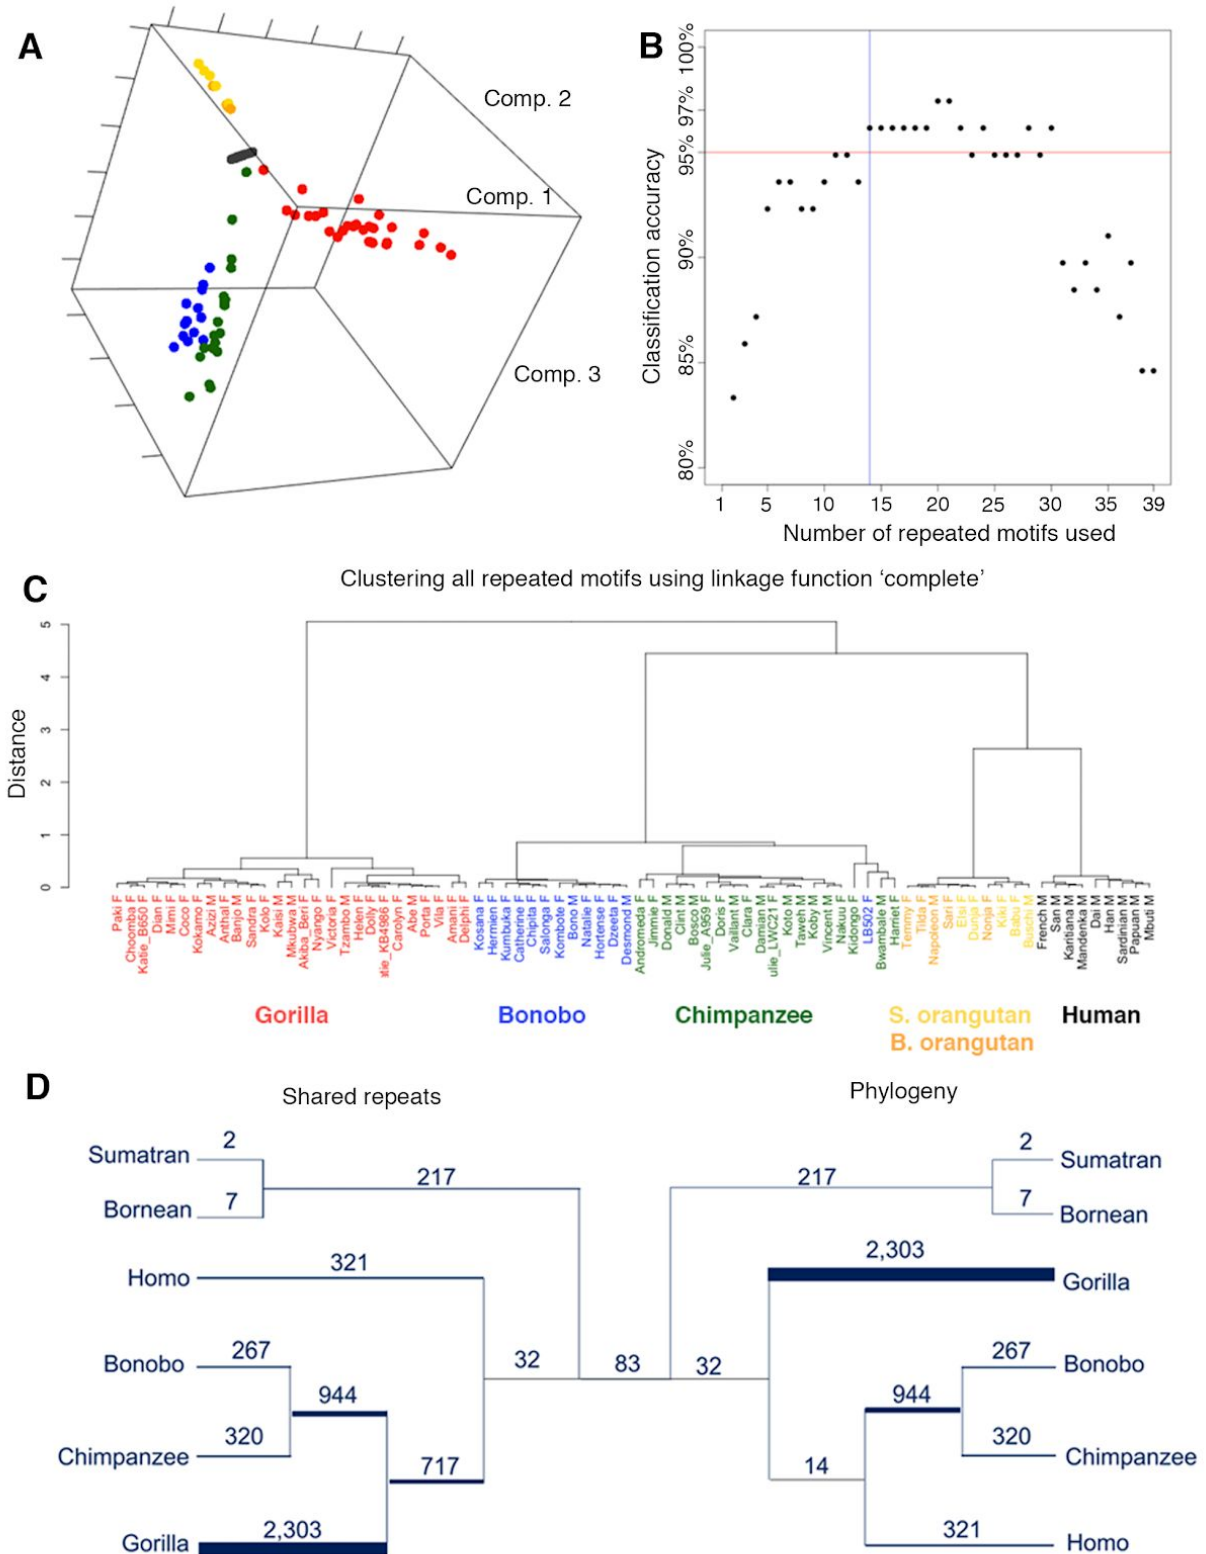 A
Comp. 2
Comp. 1
Comp. 3
B
Classification accuracy
100%
97%
95%
90%
85%
80%
1 5 10 15 20 25 30 35 39
Number of repeated motifs used
C
Clustering all repeated motifs using linkage function ‘complete’
Distance
5
4
3
2
1
0
Paki F
Choomba F
Katie_B650 F
Dian F
Mimi F
Coco F
Kokamo F
Azizi M
Anthal F
Banjo M
Sandra F
Kolo F
Kaisi M
Mkubwa M
Akiba_Beri F
Nyango F
Victoria F
Tzambo M
Helen F
Dolly F
atie_KB4986 F
Carolyn F
Abe M
Porta F
Vila F
Amani F
Delphi F
Kosana F
Hermien F
Kumbuka F
Catherine F
Chipita F
Salonga F
Kombote F
Bono M
Natalie F
Hortense F
Dzeeta F
Desmond M
Andromeda F
Jimmie F
Donald M
Clint M
Bosco M
Julie_A959 F
Doris F
Vaillant M
Clara F
Damian M
ulie_LWC21 F
Koto M
Taweh M
Koby M
Vincent M
Nakuu F
Kidongo F
LB502 F
Bwambale M
Harriet F
Temmy F
Tilda F
Napoleon M
Sari F
Elsi F
Dunja F
Nonja F
Kiki F
Babu F
Buschi M
French M
San M
Karitiana M
Mandenka M
Dai M
Han M
Sardinian M
Papuan M
Mbuti M
Gorilla
Bonobo
Chimpanzee
S. orangutan
B. orangutan
Human
D
Shared repeats
Sumatran 2
217
Bornean 7
Homo 321
Bonobo 267
944
Chimpanzee 320
717
Gorilla 2,303
32
83
Phylogeny
32
217
2 Sumatran
7 Bornean
2,303
Gorilla
267 Bonobo
944
320 Chimpanzee
14
321 Homo